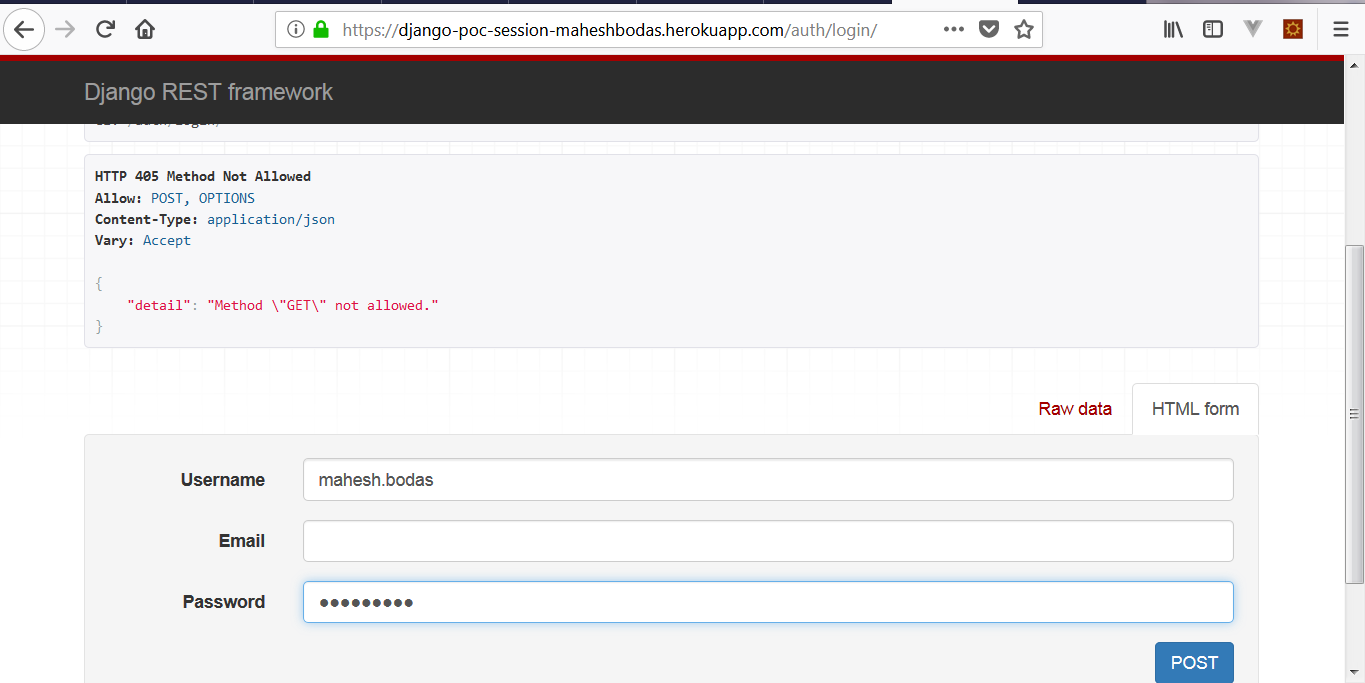 https://django-poc-session-maheshbodas.herokuapp.com/auth/login/
Django REST framework
HTTP 405 Method Not Allowed
Allow: POST, OPTIONS
Content-Type: application/json
Vary: Accept
{
"detail": "Method \"GET\" not allowed."
}
Raw data
HTML form
Username
mahesh.bodas
Email
Password
POST